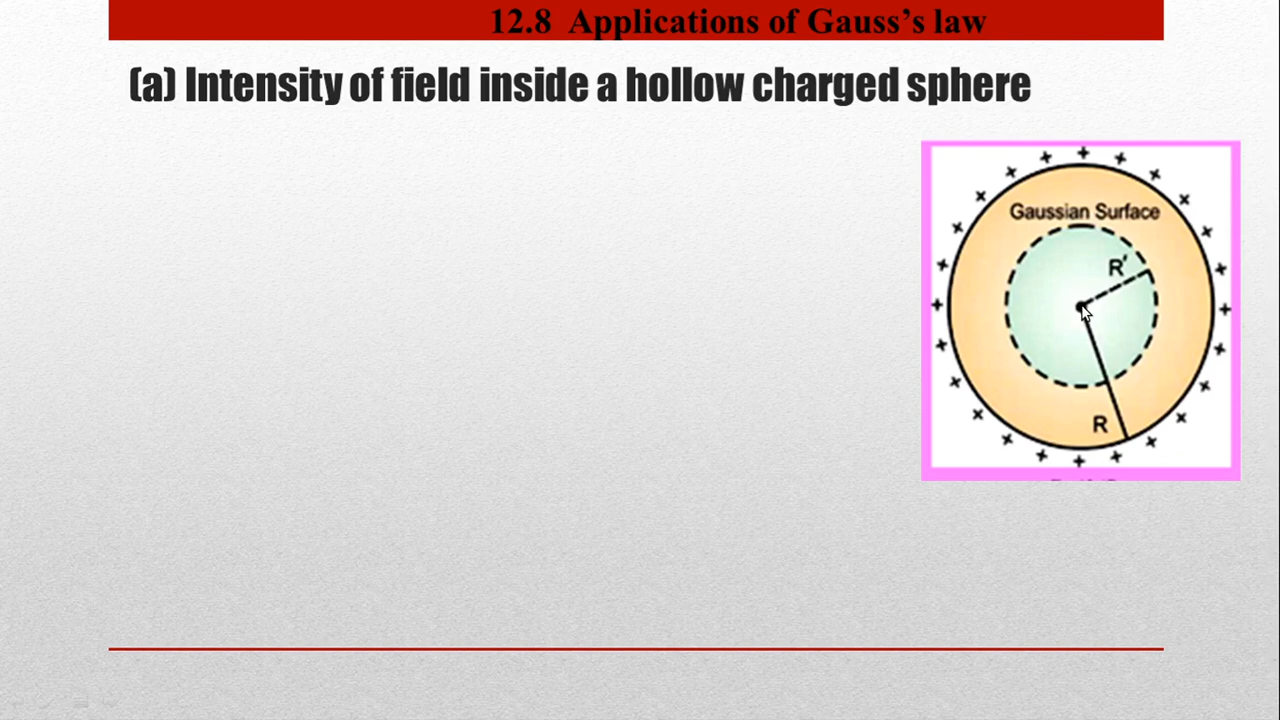 12.8 Applications of Gauss’s law
(a) Intensity of field inside a hollow charged sphere
Gaussian Surface
R′
R